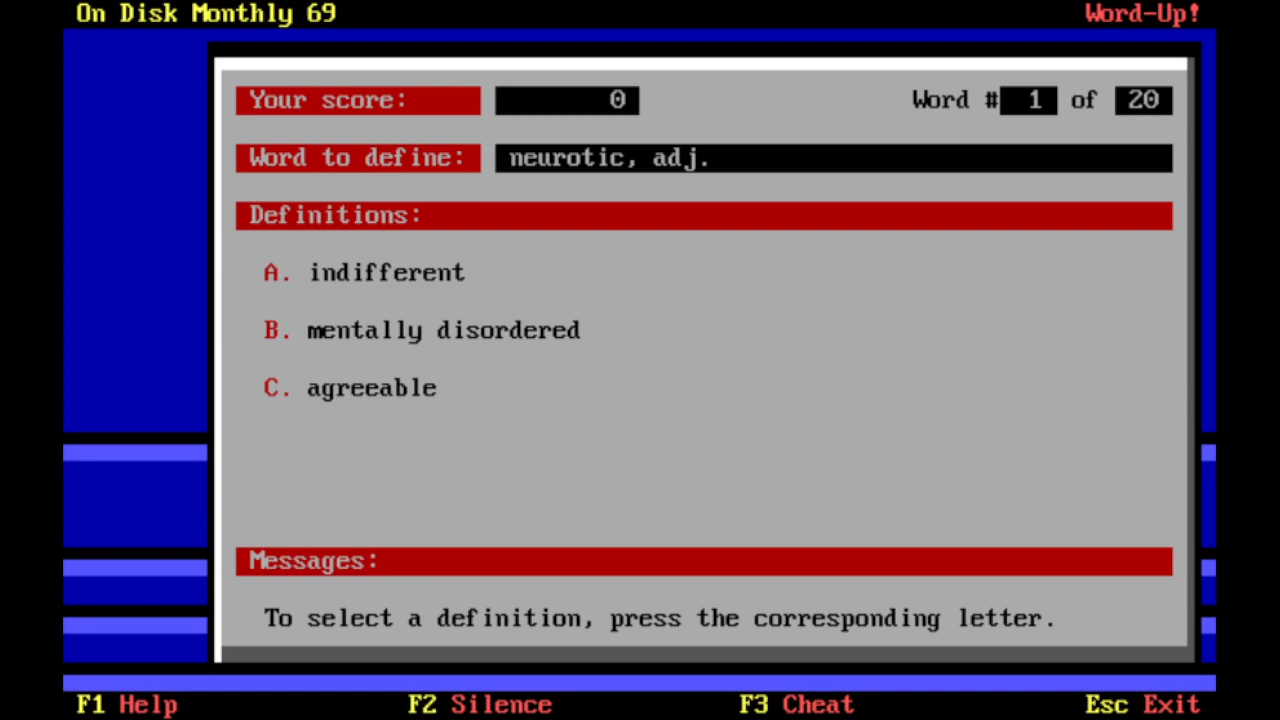 On Disk Monthly 69 Word-Up!
Your score: 0 Word # 1 of 20
Word to define: neurotic, adj.
Definitions:
A. indifferent
B. mentally disordered
C. agreeable
Messages:
To select a definition, press the corresponding letter.
F1 Help F2 Silence F3 Cheat Esc Exit